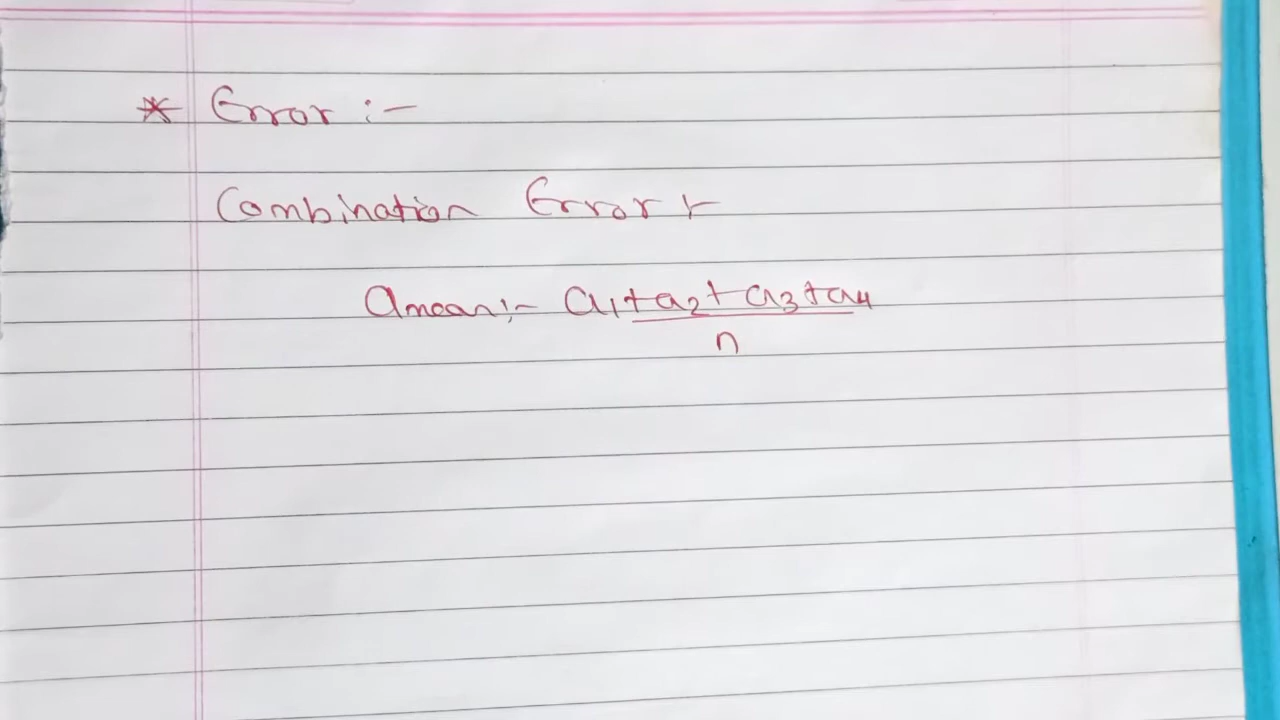 * Error :-
Combination Error :-
amean :- a1+a2+a3+a4
n